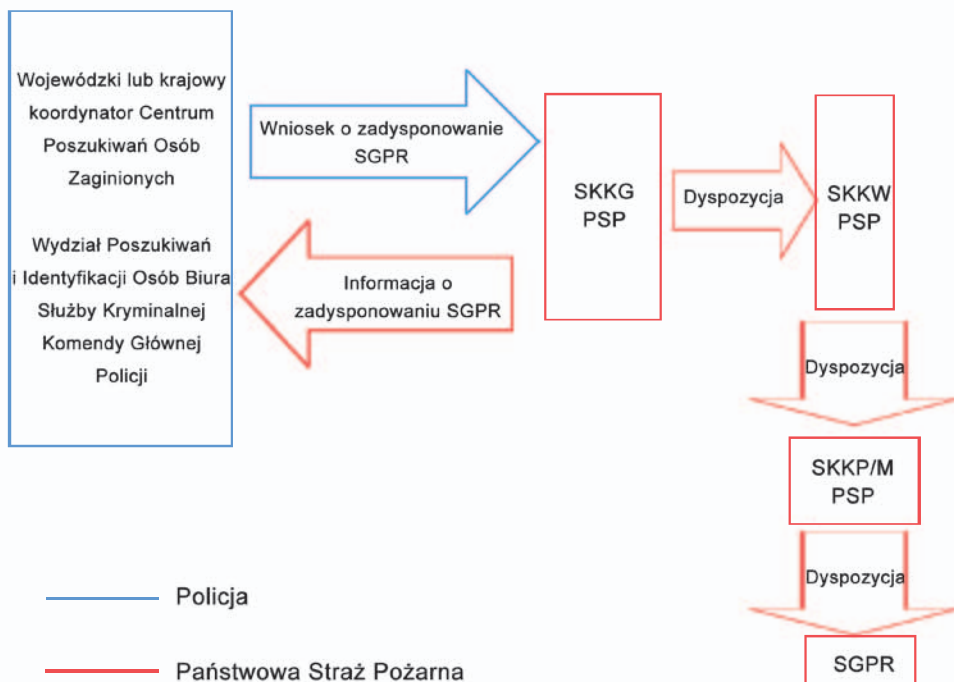 Wojewódzki lub krajowy
koordynator Centrum
Poszukiwań Osób
Zaginionych
Wydział Poszukiwań
i Identyfikacji Osób Biura
Służby Kryminalnej
Komendy Głównej
Policji
Wniosek o zadysponowanie
SGPR
Informacja o
zadysponowaniu SGPR
SKKG
PSP
Dyspozycja
SKKW
PSP
Dyspozycja
SKKP/M
PSP
Dyspozycja
SGPR
Policja
Państwowa Straż Pożarna